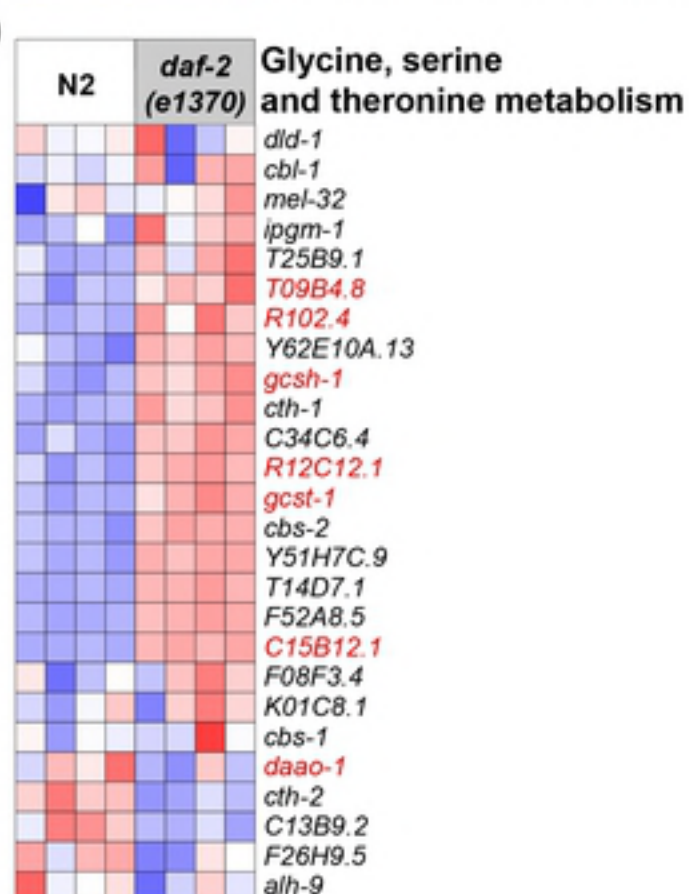 N2
daf-2
(e1370)
Glycine, serine
and theronine metabolism
dld-1
cbl-1
mel-32
ipgm-1
T25B9.1
T09B4.8
R102.4
Y62E10A.13
gcsh-1
cth-1
C34C6.4
R12C12.1
gcst-1
cbs-2
Y51H7C.9
T14D7.1
F52A8.5
C15B12.1
F08F3.4
K01C8.1
cbs-1
daao-1
cth-2
C13B9.2
F26H9.5
alh-9